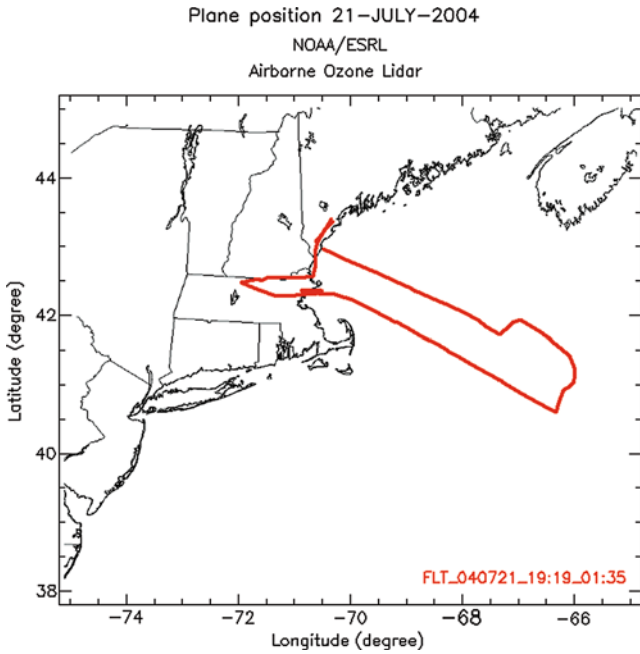 Plane position 21-JULY-2004
NOAA/ESRL
Airborne Ozone Lidar
44
42
40
38
Latitude (degree)
FLT_040721_19:19_01:35
-74 -72 -70 -68 -66
Longitude (degree)